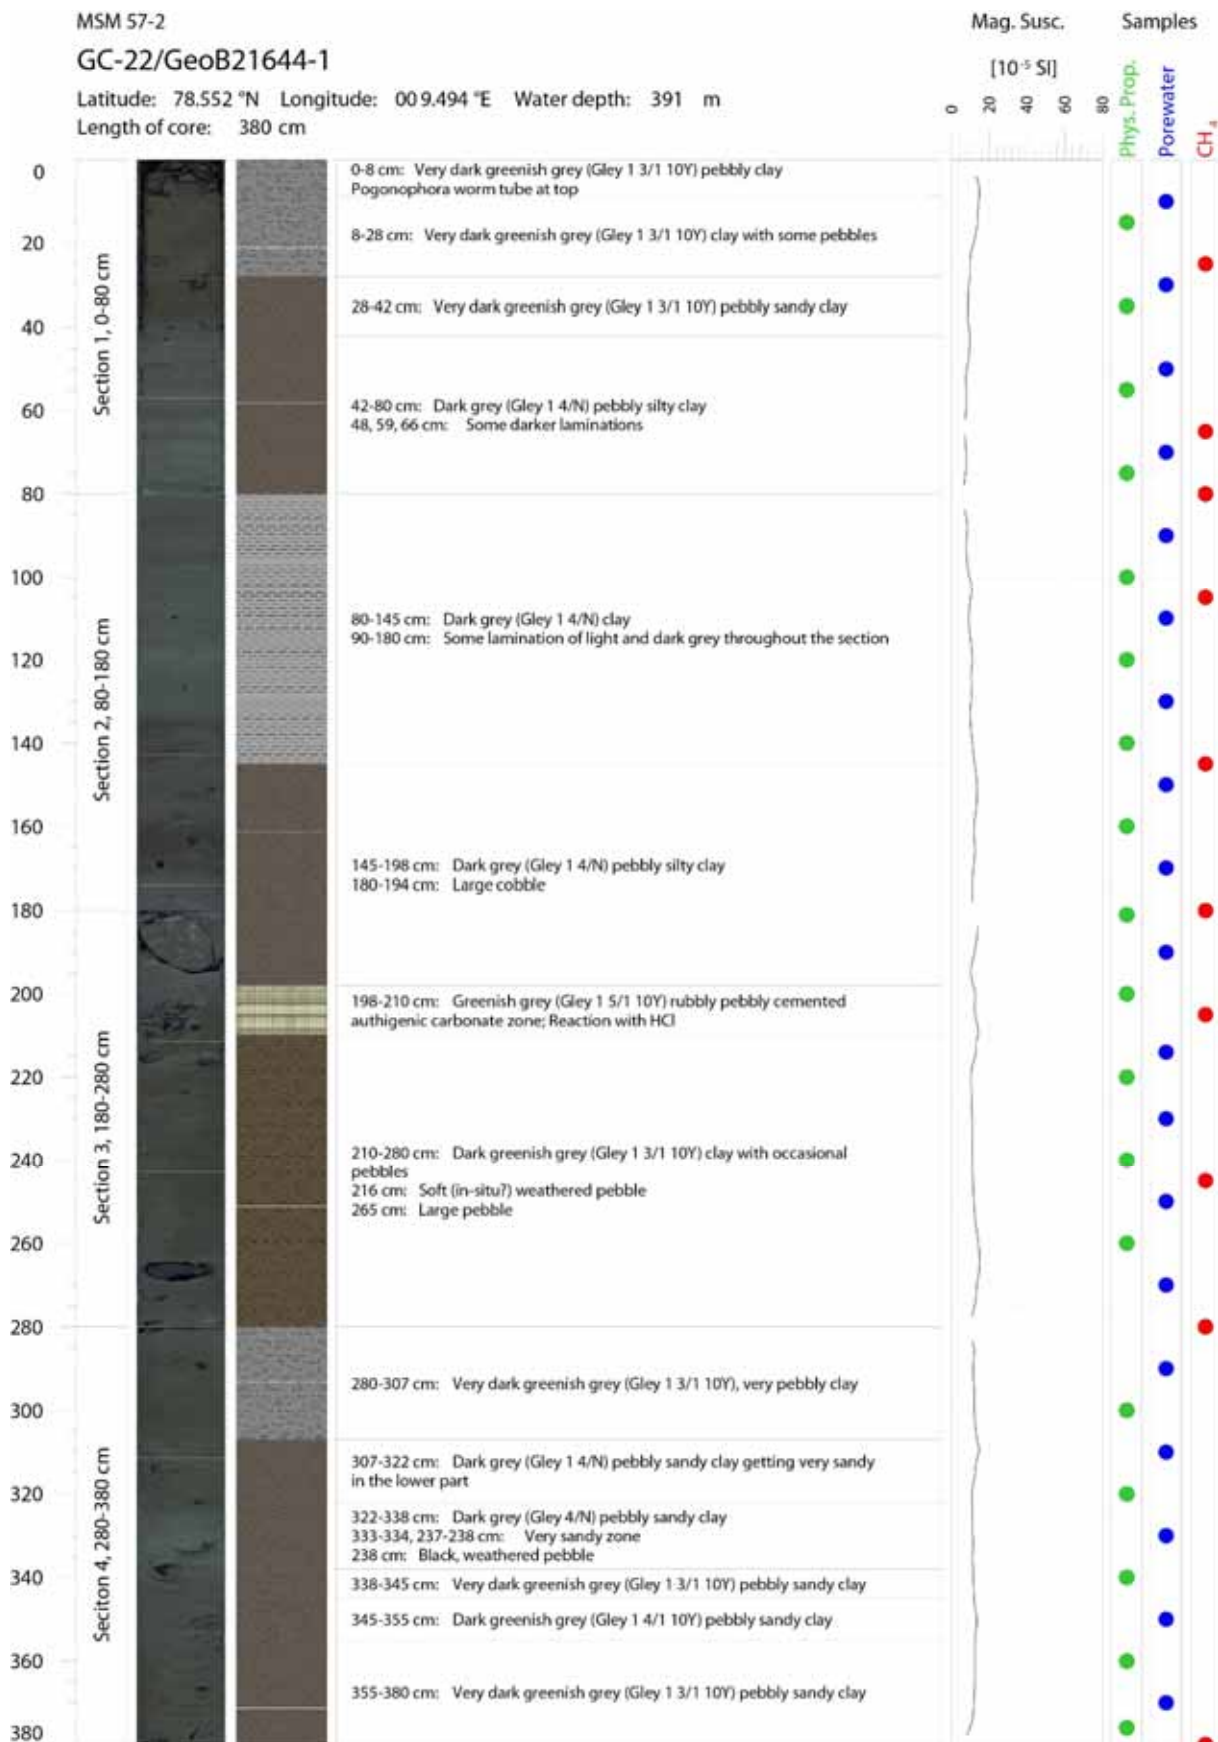 MSM 57-2
GC-22/GeoB21644-1
Latitude: 78.552 °N Longitude: 00 9.494 °E Water depth: 391 m
Length of core: 380 cm
Mag. Susc.
[10⁻⁵ SI]
0 20 40 60 80
Samples
Phys. Prop.
Porewater
CH₄
0
20
40
60
80
100
120
140
160
180
200
220
240
260
280
300
320
340
360
380
Section 1, 0-80 cm
Section 2, 80-180 cm
Section 3, 180-280 cm
Seciton 4, 280-380 cm
0-8 cm: Very dark greenish grey (Gley 1 3/1 10Y) pebbly clay
Pogonophora worm tube at top
8-28 cm: Very dark greenish grey (Gley 1 3/1 10Y) clay with some pebbles
28-42 cm: Very dark greenish grey (Gley 1 3/1 10Y) pebbly sandy clay
42-80 cm: Dark grey (Gley 1 4/N) pebbly silty clay
48, 59, 66 cm: Some darker laminations
80-145 cm: Dark grey (Gley 1 4/N) clay
90-180 cm: Some lamination of light and dark grey throughout the section
145-198 cm: Dark grey (Gley 1 4/N) pebbly silty clay
180-194 cm: Large cobble
198-210 cm: Greenish grey (Gley 1 5/1 10Y) rubbly pebbly cemented
authigenic carbonate zone; Reaction with HCl
210-280 cm: Dark greenish grey (Gley 1 3/1 10Y) clay with occasional
pebbles
216 cm: Soft (in-situ?) weathered pebble
265 cm: Large pebble
280-307 cm: Very dark greenish grey (Gley 1 3/1 10Y), very pebbly clay
307-322 cm: Dark grey (Gley 1 4/N) pebbly sandy clay getting very sandy
in the lower part
322-338 cm: Dark grey (Gley 4/N) pebbly sandy clay
333-334, 237-238 cm: Very sandy zone
238 cm: Black, weathered pebble
338-345 cm: Very dark greenish grey (Gley 1 3/1 10Y) pebbly sandy clay
345-355 cm: Dark greenish grey (Gley 1 4/1 10Y) pebbly sandy clay
355-380 cm: Very dark greenish grey (Gley 1 3/1 10Y) pebbly sandy clay